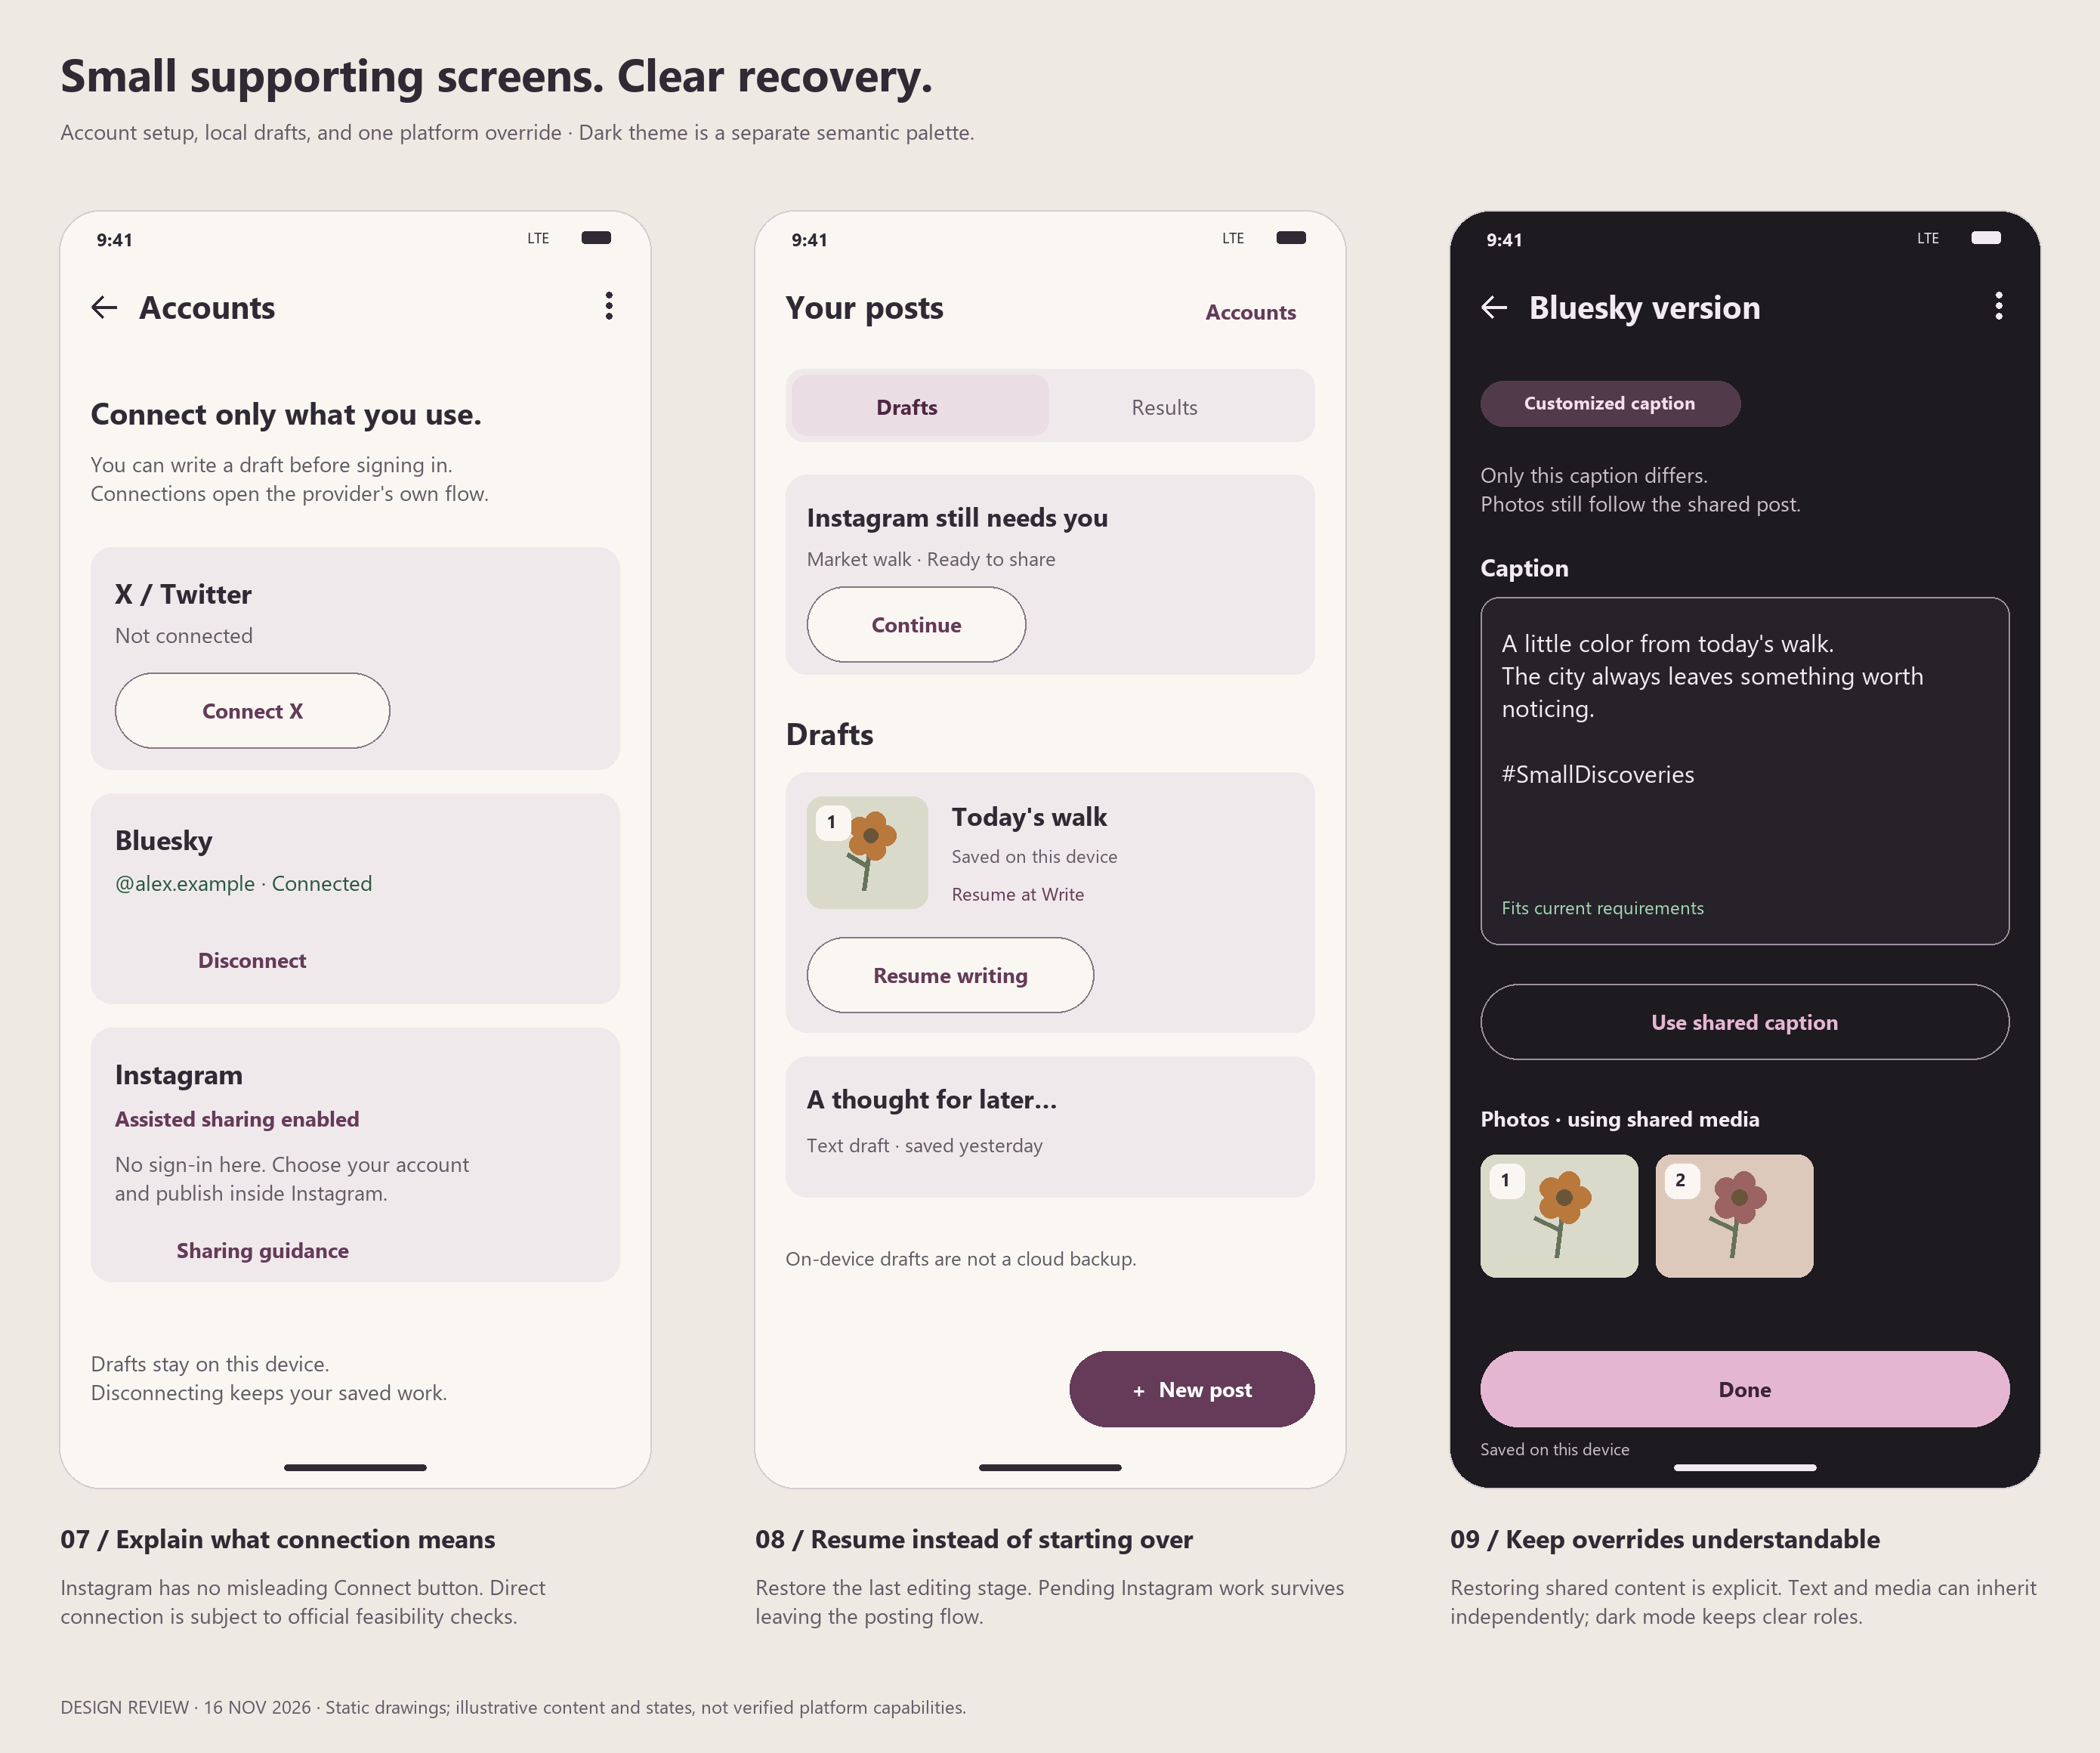 Small supporting screens. Clear recovery.
Account setup, local drafts, and one platform override · Dark theme is a separate semantic palette.
9:41
LTE
Accounts
Connect only what you use.
You can write a draft before signing in.
Connections open the provider's own flow.
X / Twitter
Not connected
Connect X
Bluesky
@alex.example · Connected
Disconnect
Instagram
Assisted sharing enabled
No sign-in here. Choose your account
and publish inside Instagram.
Sharing guidance
Drafts stay on this device.
Disconnecting keeps your saved work.
07 / Explain what connection means
Instagram has no misleading Connect button. Direct
connection is subject to official feasibility checks.
9:41
LTE
Your posts
Accounts
Drafts
Results
Instagram still needs you
Market walk · Ready to share
Continue
Drafts
1
Today's walk
Saved on this device
Resume at Write
Resume writing
A thought for later...
Text draft · saved yesterday
On-device drafts are not a cloud backup.
+ New post
08 / Resume instead of starting over
Restore the last editing stage. Pending Instagram work survives
leaving the posting flow.
9:41
LTE
Bluesky version
Customized caption
Only this caption differs.
Photos still follow the shared post.
Caption
A little color from today's walk.
The city always leaves something worth
noticing.
#SmallDiscoveries
Fits current requirements
Use shared caption
Photos · using shared media
1
2
Done
Saved on this device
09 / Keep overrides understandable
Restoring shared content is explicit. Text and media can inherit
independently; dark mode keeps clear roles.
DESIGN REVIEW · 16 NOV 2026 · Static drawings; illustrative content and states, not verified platform capabilities.